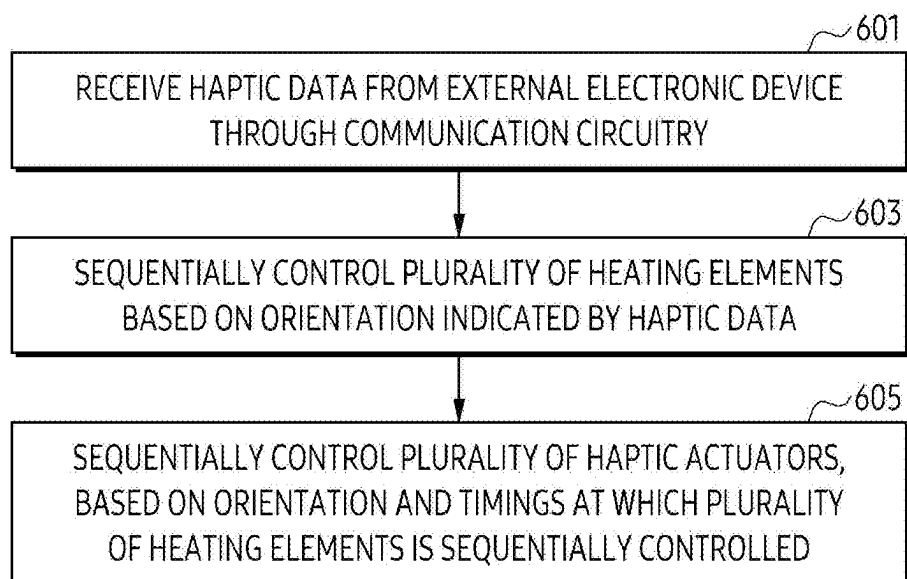 601
RECEIVE HAPTIC DATA FROM EXTERNAL ELECTRONIC DEVICE
THROUGH COMMUNICATION CIRCUITRY
603
SEQUENTIALLY CONTROL PLURALITY OF HEATING ELEMENTS
BASED ON ORIENTATION INDICATED BY HAPTIC DATA
605
SEQUENTIALLY CONTROL PLURALITY OF HAPTIC ACTUATORS,
BASED ON ORIENTATION AND TIMINGS AT WHICH PLURALITY
OF HEATING ELEMENTS IS SEQUENTIALLY CONTROLLED